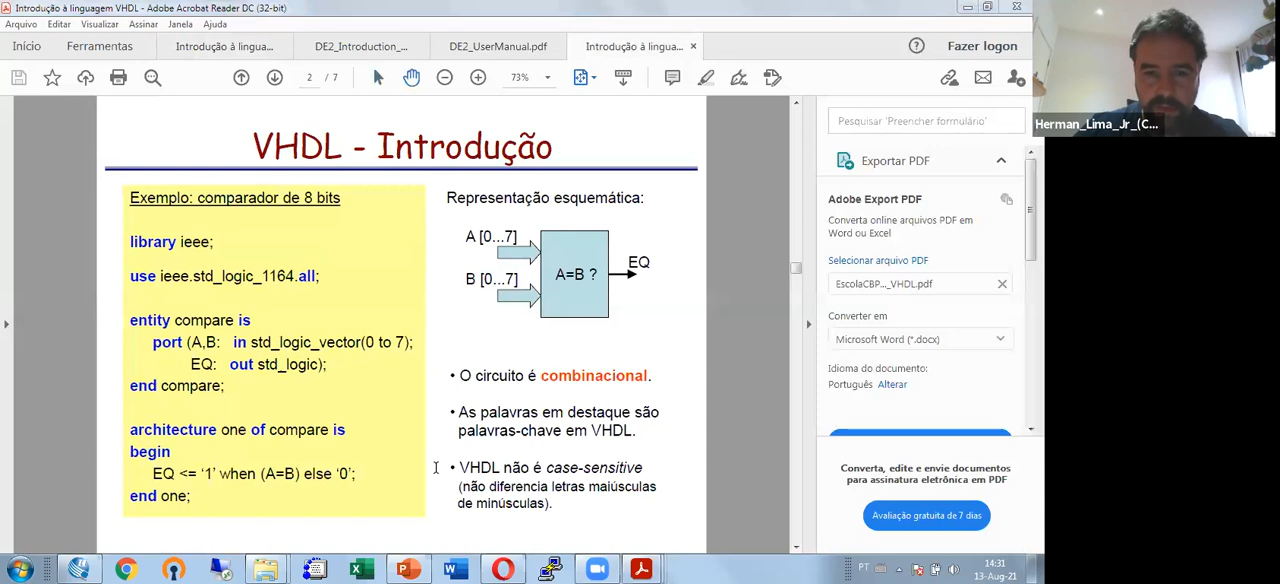 Introdução à linguagem VHDL - Adobe Acrobat Reader DC (32-bit)
Arquivo Editar Visualizar Assinar Janela Ajuda
Início Ferramentas Introdução à lingua... DE2_Introduction_... DE2_UserManual.pdf Introdução à lingua... × Fazer logon
2 / 7 73%
VHDL - Introdução
Exemplo: comparador de 8 bits
library ieee;
use ieee.std_logic_1164.all;
entity compare is
port (A,B: in std_logic_vector(0 to 7);
EQ: out std_logic);
end compare;
architecture one of compare is
begin
EQ <= ‘1’ when (A=B) else ‘0’;
end one;
Representação esquemática:
A [0...7]
B [0...7]
A=B ?
EQ
• O circuito é combinacional.
• As palavras em destaque são
palavras-chave em VHDL.
• VHDL não é case-sensitive
(não diferencia letras maiúsculas
de minúsculas).
Pesquisar 'Preencher formulário'
Exportar PDF
Adobe Export PDF
Converta online arquivos PDF em
Word ou Excel
Selecionar arquivo PDF
EscolaCBP..._VHDL.pdf
Converter em
Microsoft Word (*.docx)
Idioma do documento:
Português Alterar
Converta, edite e envie documentos
para assinatura eletrônica em PDF
Avaliação gratuita de 7 dias
Herman_Lima_Jr_(C...
PT
14:31
13-Aug-21